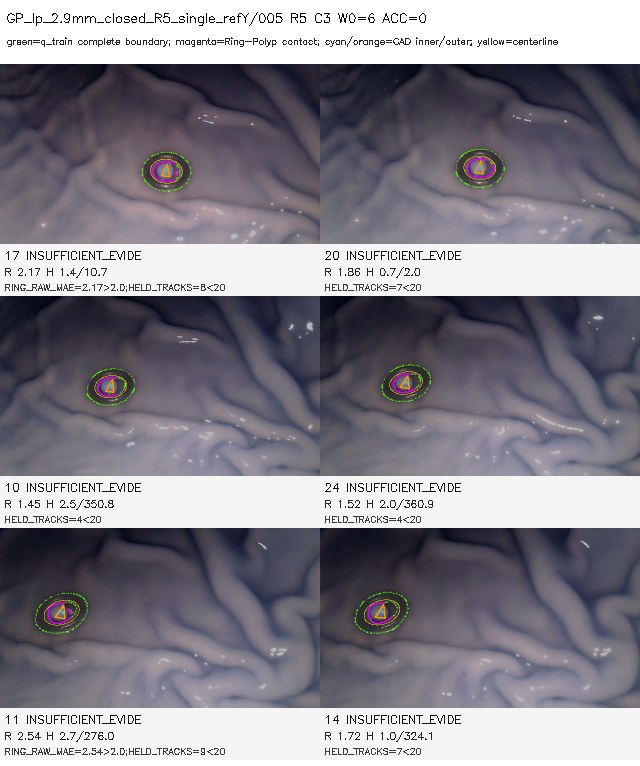 GP_lp_2.9mm_closed_R5_single_refY/005 R5 C3 W0=6 ACC=0
green=q_train complete boundary; magenta=Ring-Polyp contact; cyan/orange=CAD inner/outer; yellow=centerline
17 INSUFFICIENT_EVIDE
R 2.17 H 1.4/10.7
RING_RAW_MAE=2.17>2.0;HELD_TRACKS=8<20
20 INSUFFICIENT_EVIDE
R 1.86 H 0.7/2.0
HELD_TRACKS=7<20
10 INSUFFICIENT_EVIDE
R 1.45 H 2.5/350.8
HELD_TRACKS=4<20
24 INSUFFICIENT_EVIDE
R 1.52 H 2.0/360.9
HELD_TRACKS=4<20
11 INSUFFICIENT_EVIDE
R 2.54 H 2.7/276.0
RING_RAW_MAE=2.54>2.0;HELD_TRACKS=9<20
14 INSUFFICIENT_EVIDE
R 1.72 H 1.0/324.1
HELD_TRACKS=7<20